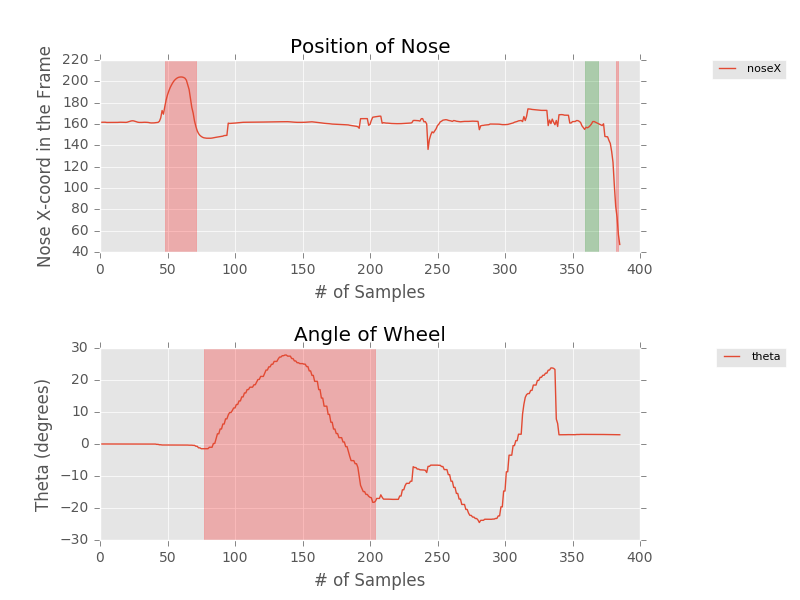 Position of Nose
Nose X-coord in the Frame
220
200
180
160
140
120
100
80
60
40
0 50 100 150 200 250 300 350 400
# of Samples
noseX
Angle of Wheel
Theta (degrees)
30
20
10
0
−10
−20
−30
0 50 100 150 200 250 300 350 400
# of Samples
theta